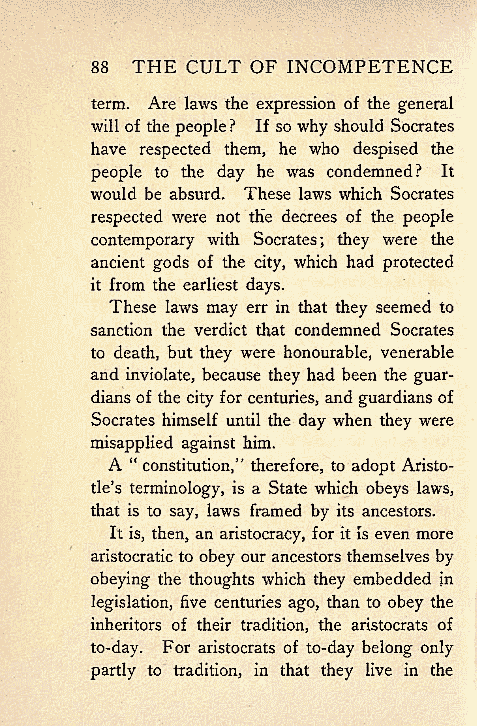 88 THE CULT OF INCOMPETENCE
term. Are laws the expression of the general
will of the people? If so why should Socrates
have respected them, he who despised the
people to the day he was condemned? It
would be absurd. These laws which Socrates
respected were not the decrees of the people
contemporary with Socrates; they were the
ancient gods of the city, which had protected
it from the earliest days.
These laws may err in that they seemed to
sanction the verdict that condemned Socrates
to death, but they were honourable, venerable
and inviolate, because they had been the guar-
dians of the city for centuries, and guardians of
Socrates himself until the day when they were
misapplied against him.
A “ constitution,” therefore, to adopt Aristo-
tle's terminology, is a State which obeys laws,
that is to say, laws framed by its ancestors.
It is, then, an aristocracy, for it is even more
aristocratic to obey our ancestors themselves by
obeying the thoughts which they embedded in
legislation, five centuries ago, than to obey the
inheritors of their tradition, the aristocrats of
to-day. For aristocrats of to-day belong only
partly to tradition, in that they live in the